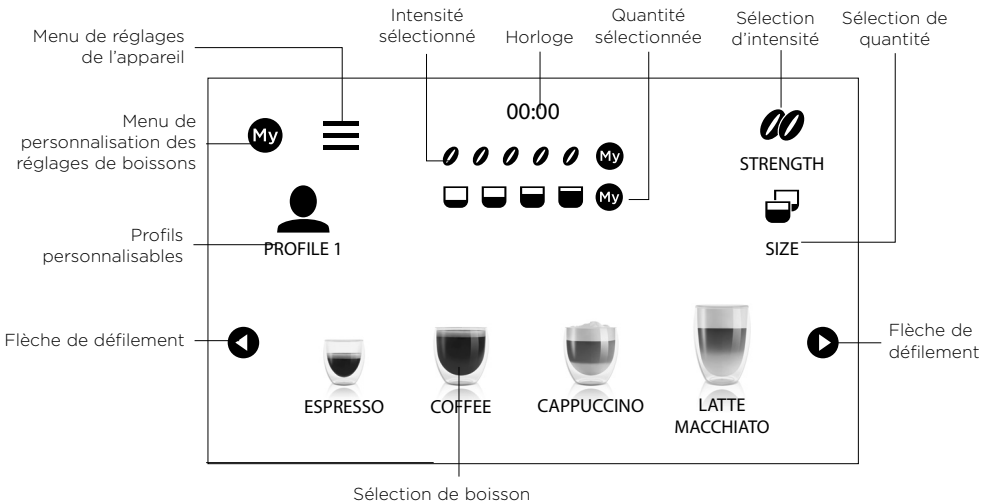 Intensité
sélectionné
Horloge
Quantité
sélectionnée
Sélection
d'intensité
Sélection de
quantité
Menu de réglages
de l'appareil
Menu de
personnalisation des
réglages de boissons
Profils
personnalisables
Flèche de défilement
My
00:00
My
My
STRENGTH
PROFILE 1
SIZE
ESPRESSO
COFFEE
CAPPUCCINO
LATTE
MACCHIATO
Flèche de
défilement
Sélection de boisson